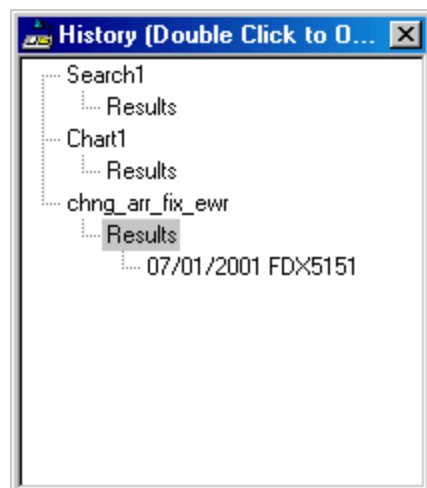 History (Double Click to O...
Search1
Results
Chart1
Results
chng_arr_fix_ewr
Results
07/01/2001 FDX5151